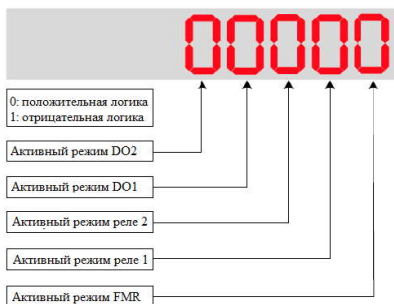 00000
0: положительная логика
1: отрицательная логика
Активный режим DO2
Активный режим DO1
Активный режим реле 2
Активный режим реле 1
Активный режим FMR